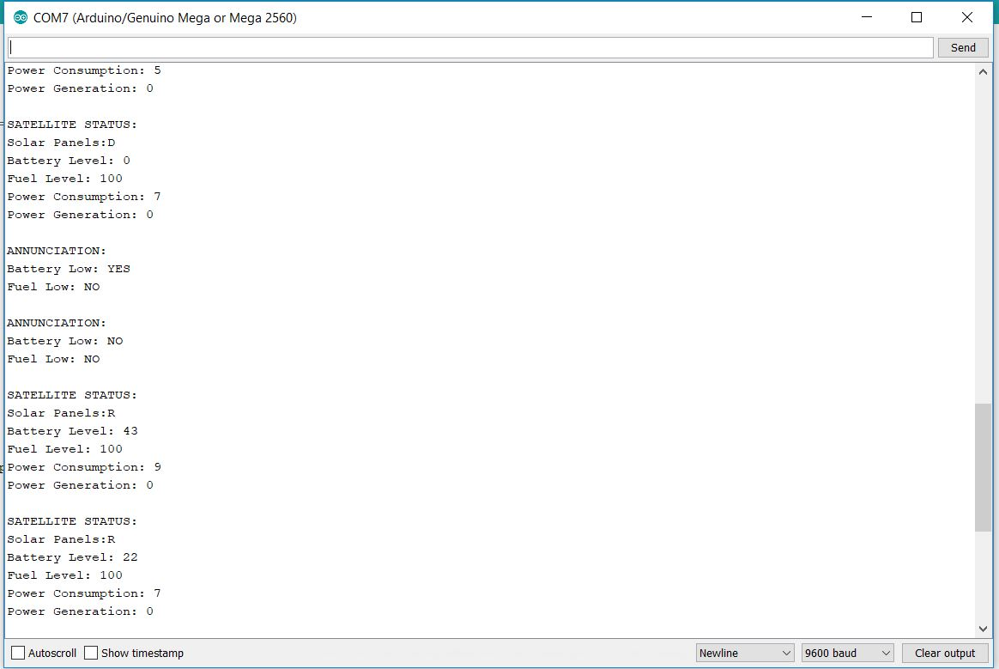 COM7 (Arduino/Genuino Mega or Mega 2560)
Send
Power Consumption: 5
Power Generation: 0
SATELLITE STATUS:
Solar Panels:D
Battery Level: 0
Fuel Level: 100
Power Consumption: 7
Power Generation: 0
ANNUNCIATION:
Battery Low: YES
Fuel Low: NO
ANNUNCIATION:
Battery Low: NO
Fuel Low: NO
SATELLITE STATUS:
Solar Panels:R
Battery Level: 43
Fuel Level: 100
Power Consumption: 9
Power Generation: 0
SATELLITE STATUS:
Solar Panels:R
Battery Level: 22
Fuel Level: 100
Power Consumption: 7
Power Generation: 0
Autoscroll Show timestamp Newline 9600 baud Clear output